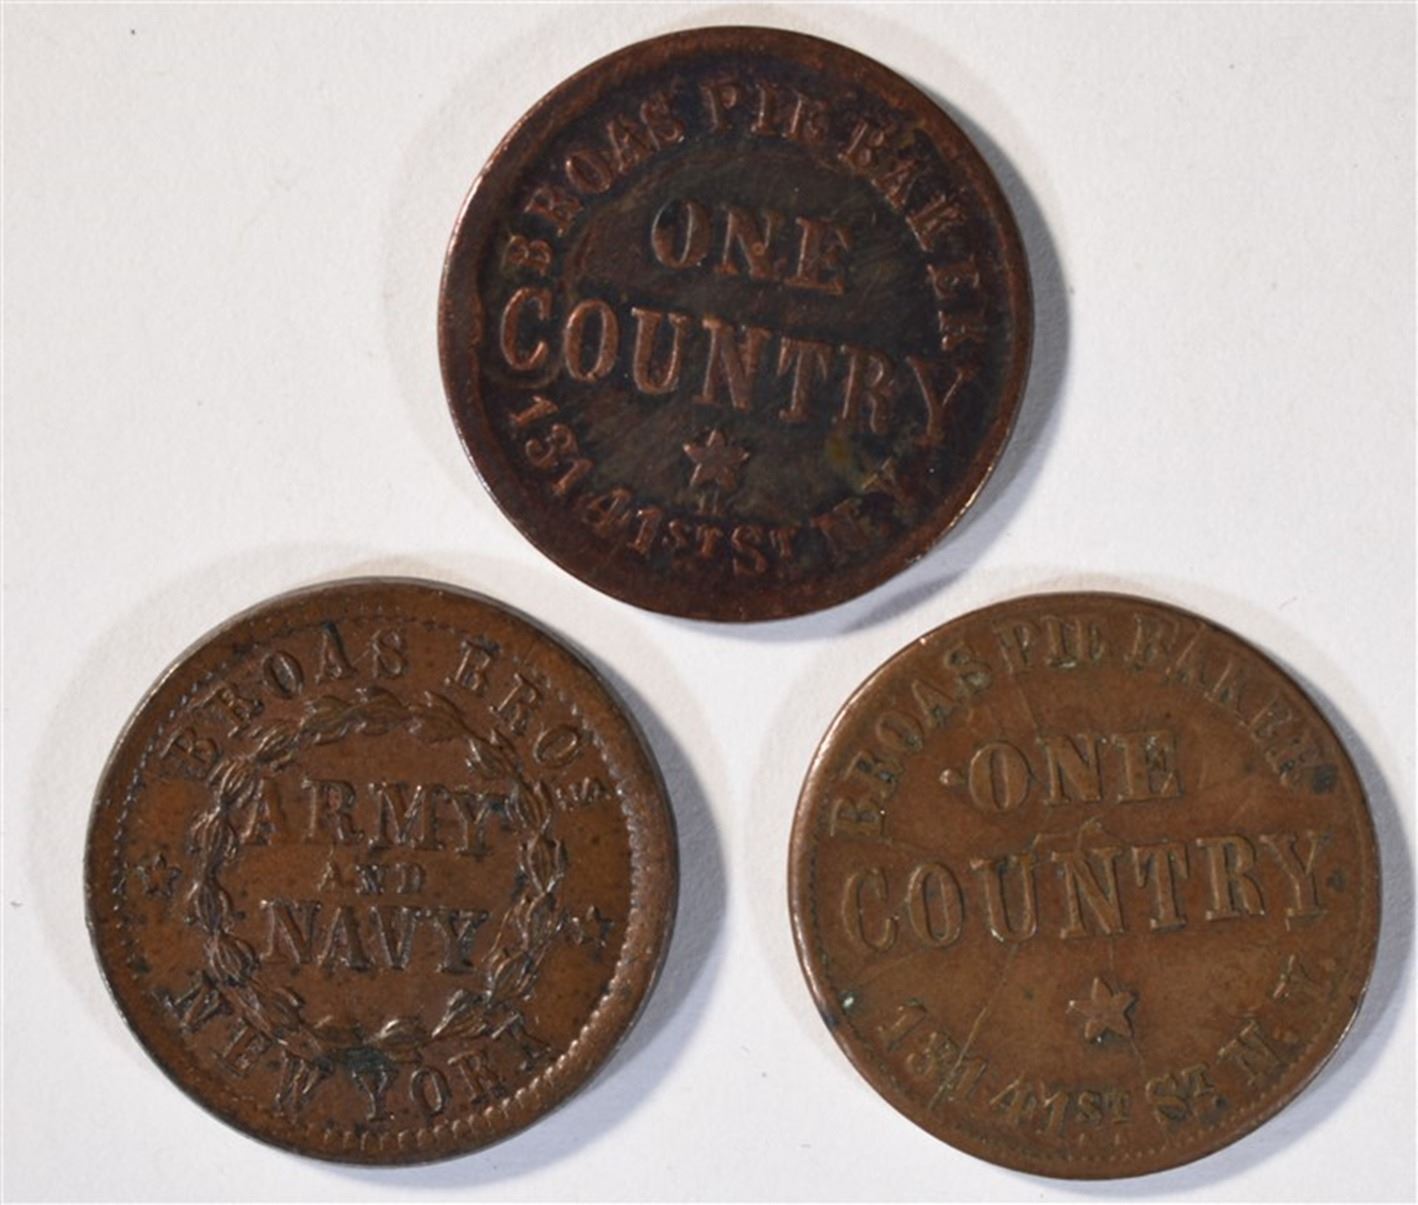 BROAS PIE BAKERY
ONE
COUNTRY
131 41ST ST N.Y.
BROAS BROS
ARMY
AND
NAVY
NEW YORK
BROAS PIE BAKER
ONE
COUNTRY
131 41ST ST. N.Y.